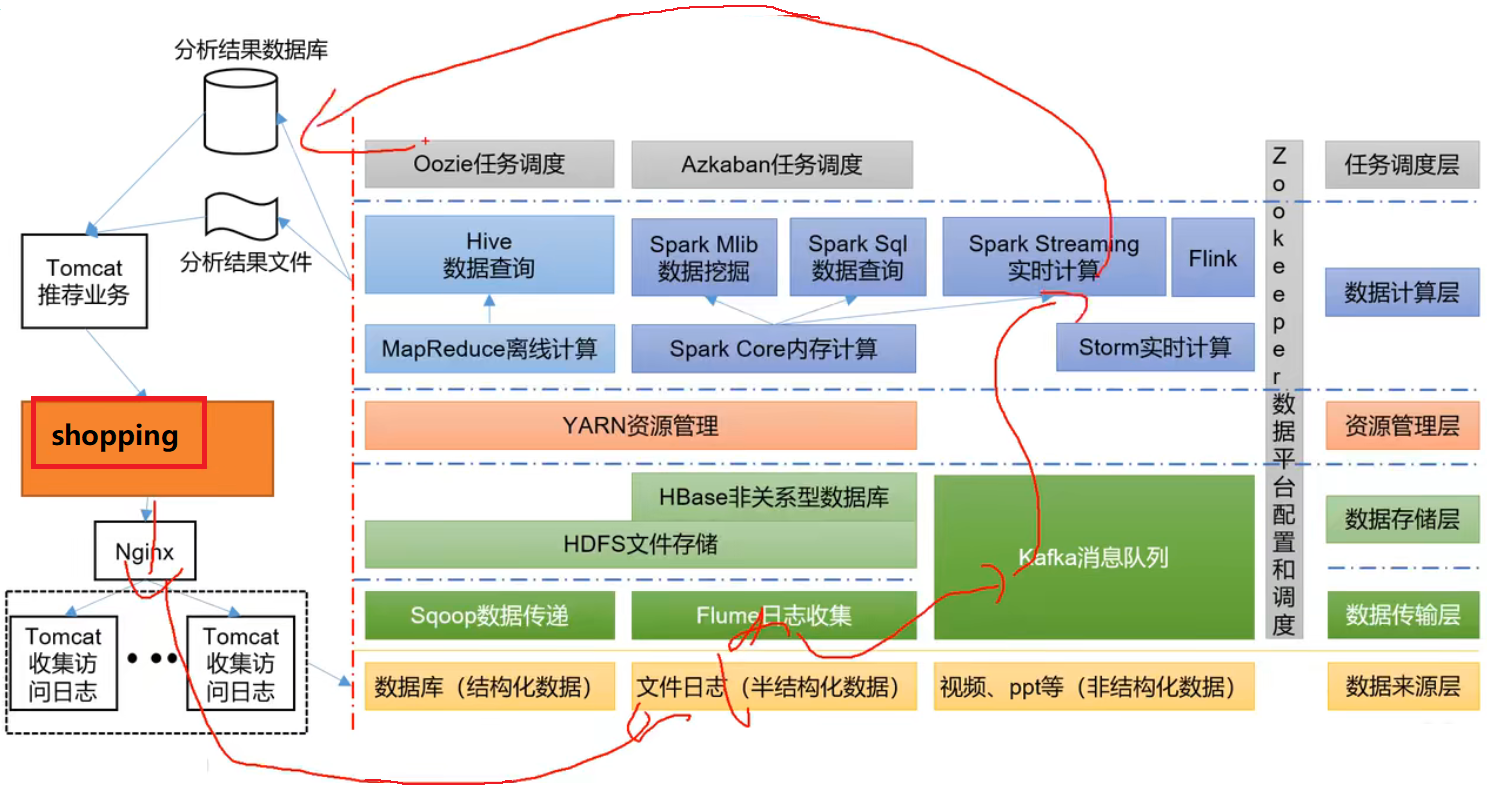 分析结果数据库
分析结果文件
Tomcat
推荐业务
shopping
Nginx
Tomcat
收集访
问日志
Tomcat
收集访
问日志
Oozie任务调度
Azkaban任务调度
Hive
数据查询
Spark Mlib
数据挖掘
Spark Sql
数据查询
Spark Streaming
实时计算
Flink
MapReduce离线计算
Spark Core内存计算
Storm实时计算
YARN资源管理
HBase非关系型数据库
HDFS文件存储
Kafka消息队列
Sqoop数据传递
Flume日志收集
数据库（结构化数据）
文件日志（半结构化数据）
视频、ppt等（非结构化数据）
Zookeeper数据平台配置和调度
任务调度层
数据计算层
资源管理层
数据存储层
数据传输层
数据来源层